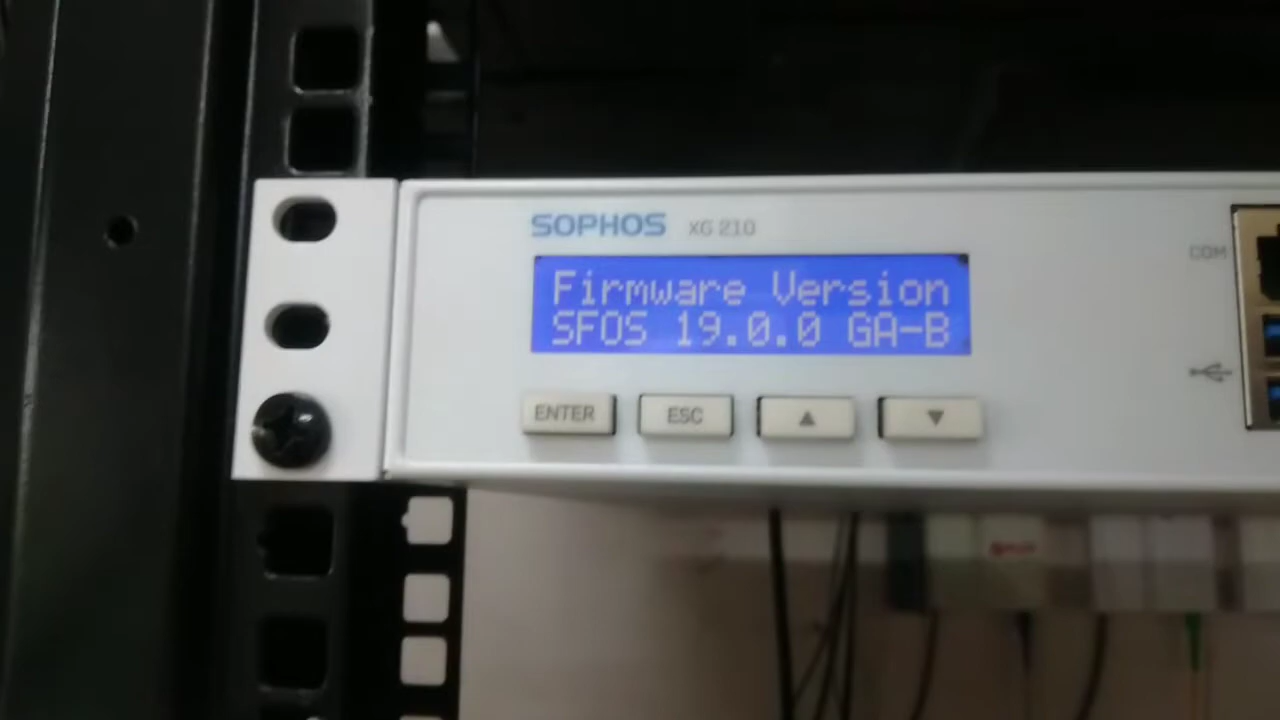 SOPHOS XG 210
Firmware Version
SFOS 19.0.0 GA-B
ENTER ESC
COM